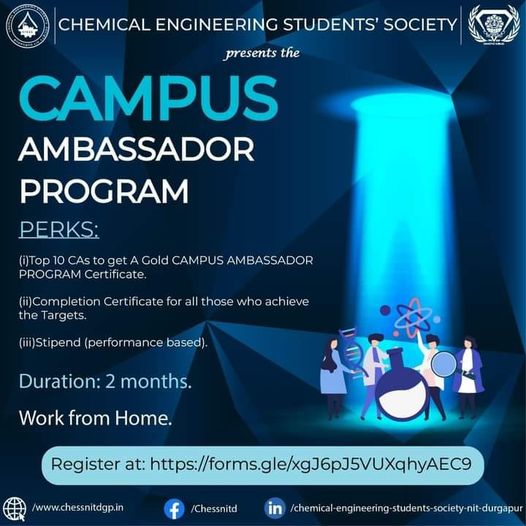 CHEMICAL ENGINEERING STUDENTS' SOCIETY
presents the
CAMPUS
AMBASSADOR
PROGRAM
PERKS:
(i)Top 10 CAs to get A Gold CAMPUS AMBASSADOR
PROGRAM Certificate.
(ii)Completion Certificate for all those who achieve
the Targets.
(iii)Stipend (performance based).
Duration: 2 months.
Work from Home.
Register at: https://forms.gle/xgJ6pJ5VUXqhyAEC9
/www.chessnitdgp.in
/Chessnitd
/chemical-engineering-students-society-nit-durgapur